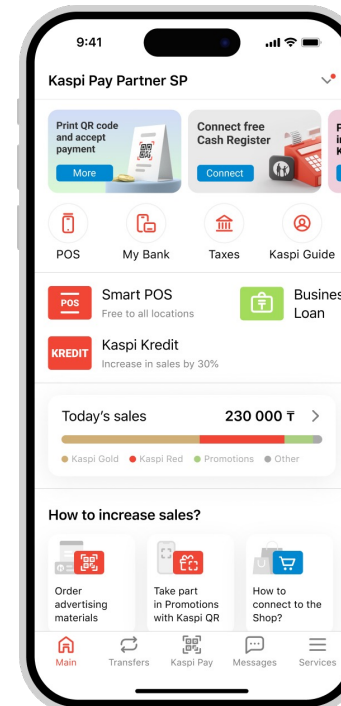 9:41
Kaspi Pay Partner SP
Print QR code
and accept
payment
More
Connect free
Cash Register
Connect
POS
My Bank
Taxes
Kaspi Guide
POS
Smart POS
Free to all locations
Busines
Loan
KREDIT
Kaspi Kredit
Increase in sales by 30%
Today's sales
230 000 ₸
Kaspi Gold
Kaspi Red
Promotions
Other
How to increase sales?
Order
advertising
materials
Take part
in Promotions
with Kaspi QR
How to
connect to the
Shop?
Main
Transfers
Kaspi Pay
Messages
Services